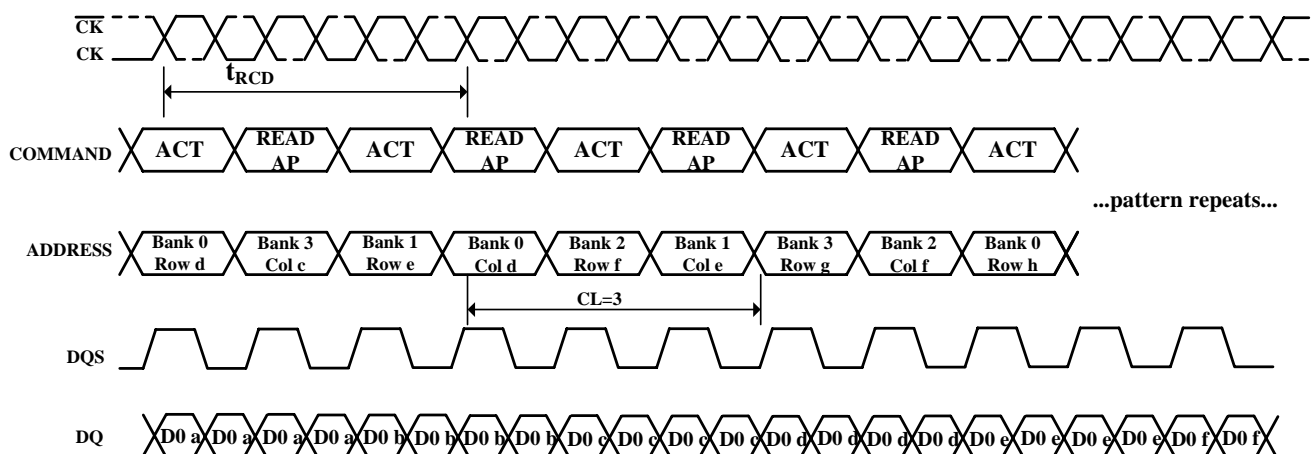 CK
CK
tRCD
COMMAND ACT READ AP ACT READ AP ACT READ AP ACT READ AP ACT
...pattern repeats...
ADDRESS Bank 0 Row d Bank 3 Col c Bank 1 Row e Bank 0 Col d Bank 2 Row f Bank 1 Col e Bank 3 Row g Bank 2 Col f Bank 0 Row h
CL=3
DQS
DQ D0 a D0 a D0 a D0 a D0 b D0 b D0 b D0 b D0 c D0 c D0 c D0 c D0 d D0 d D0 d D0 d D0 e D0 e D0 e D0 e D0 f D0 f